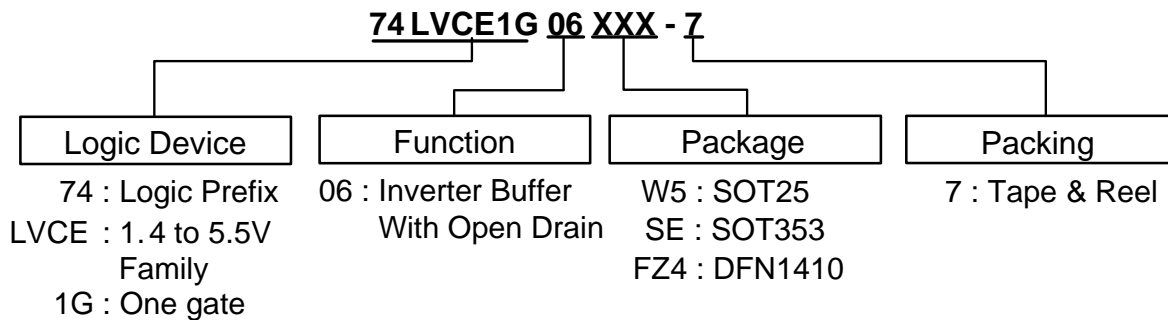 74 LVCE1G 06 XXX - 7
Logic Device
Function
Package
Packing
74 : Logic Prefix
LVCE : 1.4 to 5.5V
Family
1G : One gate
06 : Inverter Buffer
With Open Drain
W5 : SOT25
SE : SOT353
FZ4 : DFN1410
7 : Tape & Reel